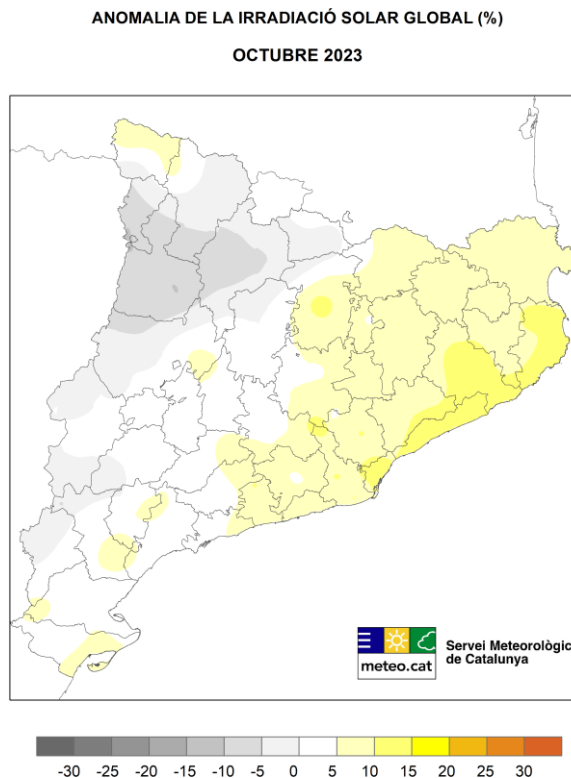 ANOMALIA DE LA IRRADIACIÓ SOLAR GLOBAL (%)
OCTUBRE 2023
meteo.cat
Servei Meteorològic
de Catalunya
-30 -25 -20 -15 -10 -5 0 5 10 15 20 25 30